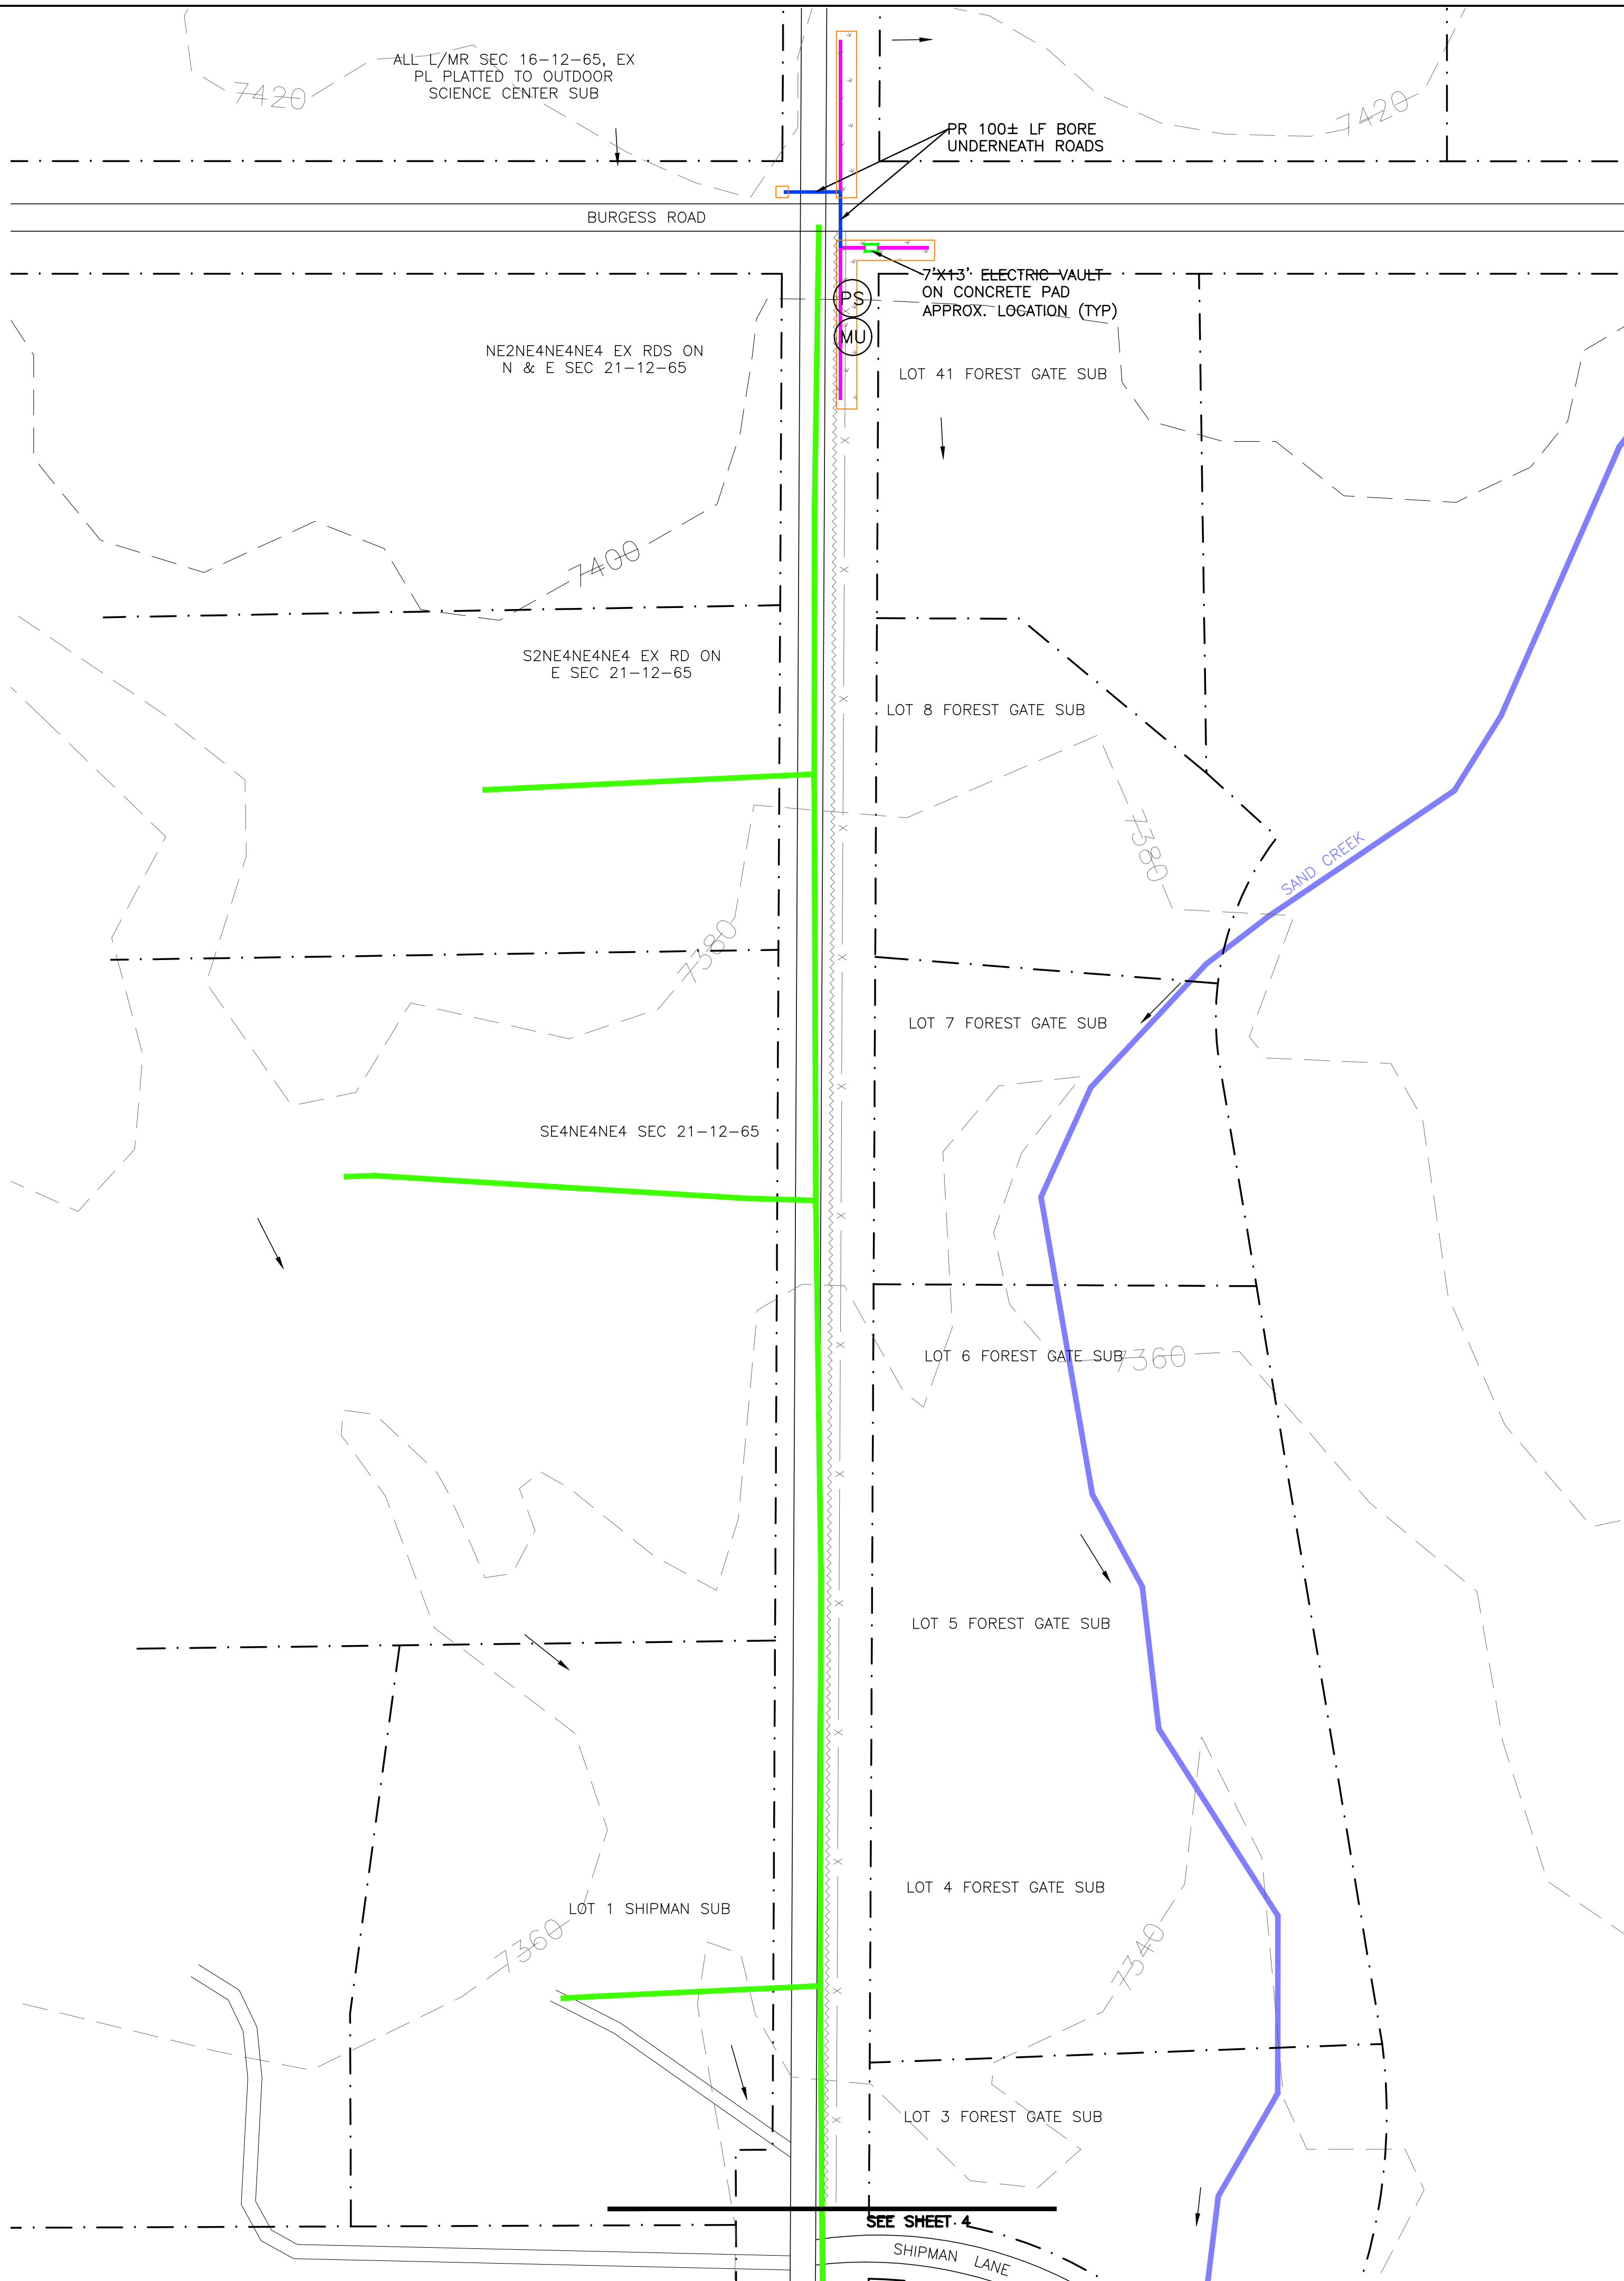 ALL L/MR SEC 16-12-65, EX
PL PLATTED TO OUTDOOR
SCIENCE CENTER SUB
7420
7420
PR 100± LF BORE
UNDERNEATH ROADS
BURGESS ROAD
7'X13' ELECTRIC VAULT
ON CONCRETE PAD
APPROX. LOCATION (TYP)
PS
MU
NE2NE4NE4NE4 EX RDS ON
N & E SEC 21-12-65
LOT 41 FOREST GATE SUB
7400
S2NE4NE4NE4 EX RD ON
E SEC 21-12-65
LOT 8 FOREST GATE SUB
7380
SAND CREEK
7380
LOT 7 FOREST GATE SUB
SE4NE4NE4 SEC 21-12-65
LOT 6 FOREST GATE SUB
7360
LOT 5 FOREST GATE SUB
LOT 4 FOREST GATE SUB
LOT 1 SHIPMAN SUB
7360
7340
LOT 3 FOREST GATE SUB
SEE SHEET 4
SHIPMAN LANE